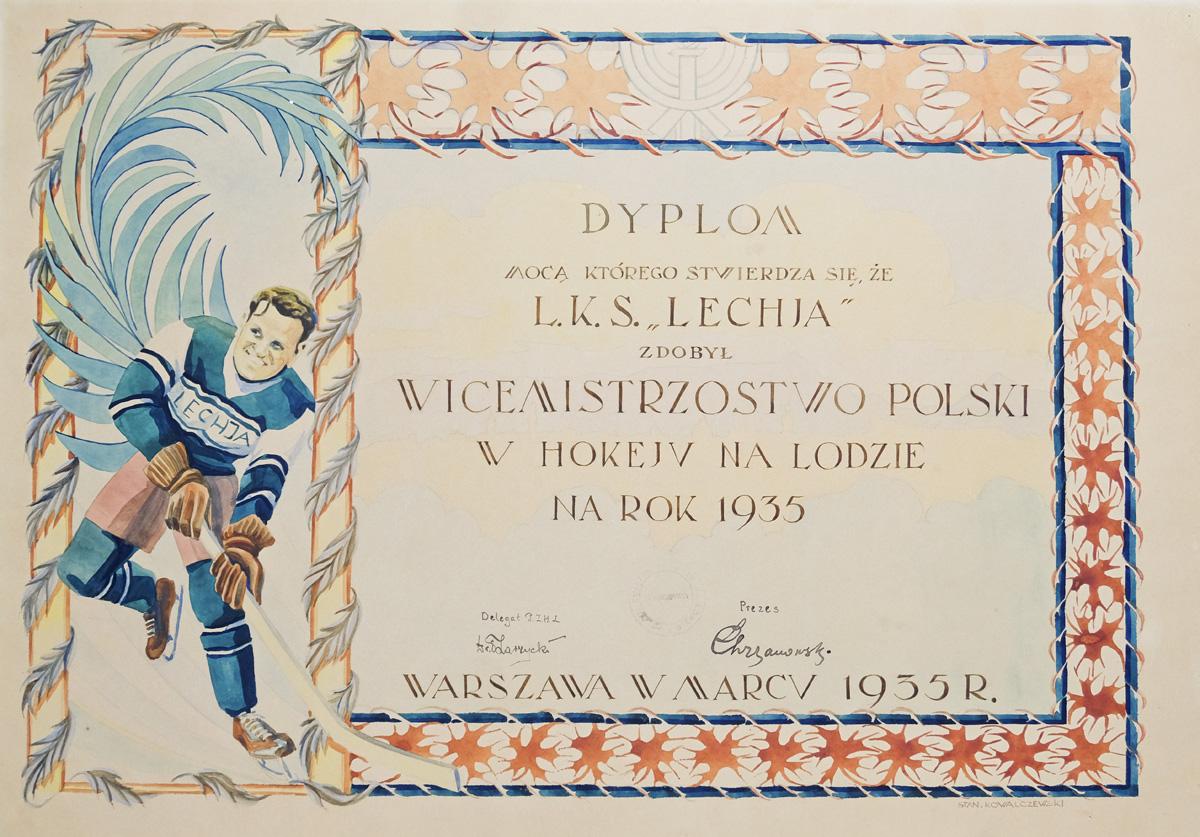 DYPLOM
MOCĄ KTÓREGO STWIERDZA SIĘ, ŻE
L.K.S. „LECHJA”
ZDOBYŁ
WICEMISTRZOSTWO POLSKI
W HOKEJU NA LODZIE
NA ROK 1935
LECHJA
Delegat P.Z.H.L
Prezes
Chrzanowski
WARSZAWA W MARCU 1935 R.
STAN. KOWALCZEWSKI